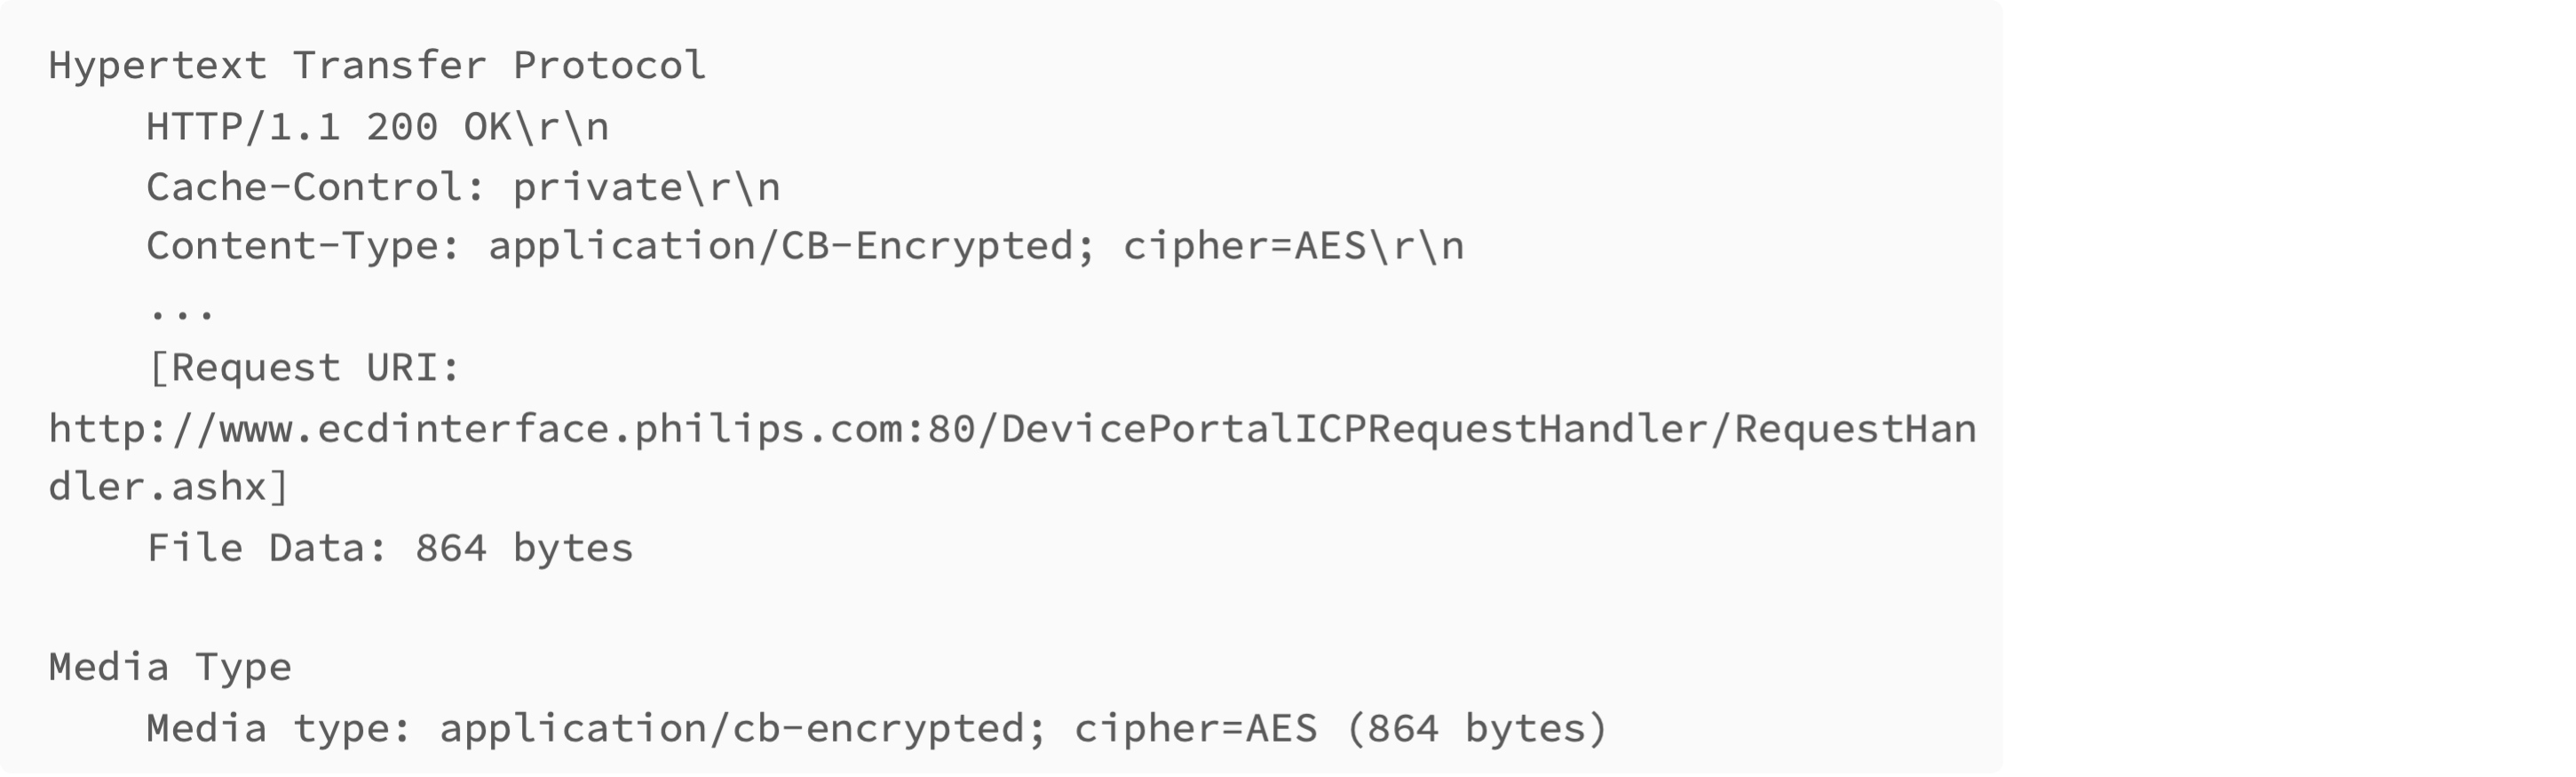 Hypertext Transfer Protocol
HTTP/1.1 200 OK\r\n
Cache-Control: private\r\n
Content-Type: application/CB-Encrypted; cipher=AES\r\n
...
[Request URI:
http://www.ecdinterface.philips.com:80/DevicePortalICPRequestHandler/RequestHan
dler.ashx]
File Data: 864 bytes
Media Type
Media type: application/cb-encrypted; cipher=AES (864 bytes)